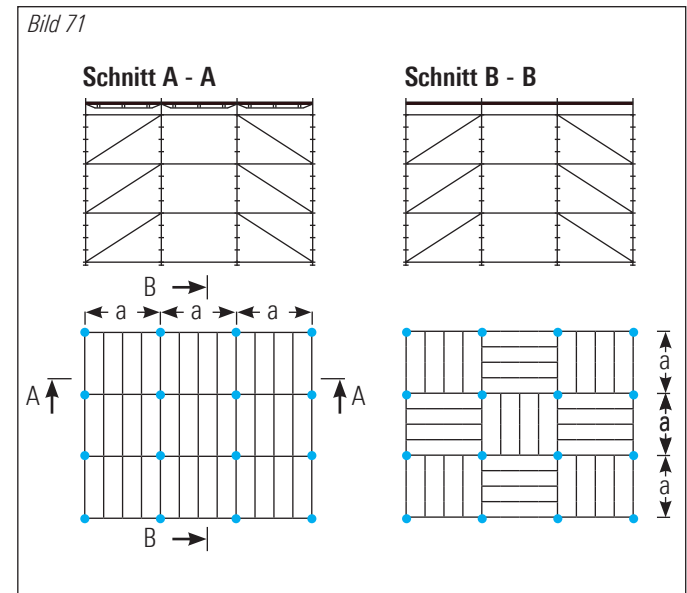 Bild 71
Schnitt A - A
Schnitt B - B
B
a a a
a
A A
a
a
B